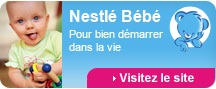 Nestlé Bébé
Pour bien démarrer
dans la vie
› Visitez le site